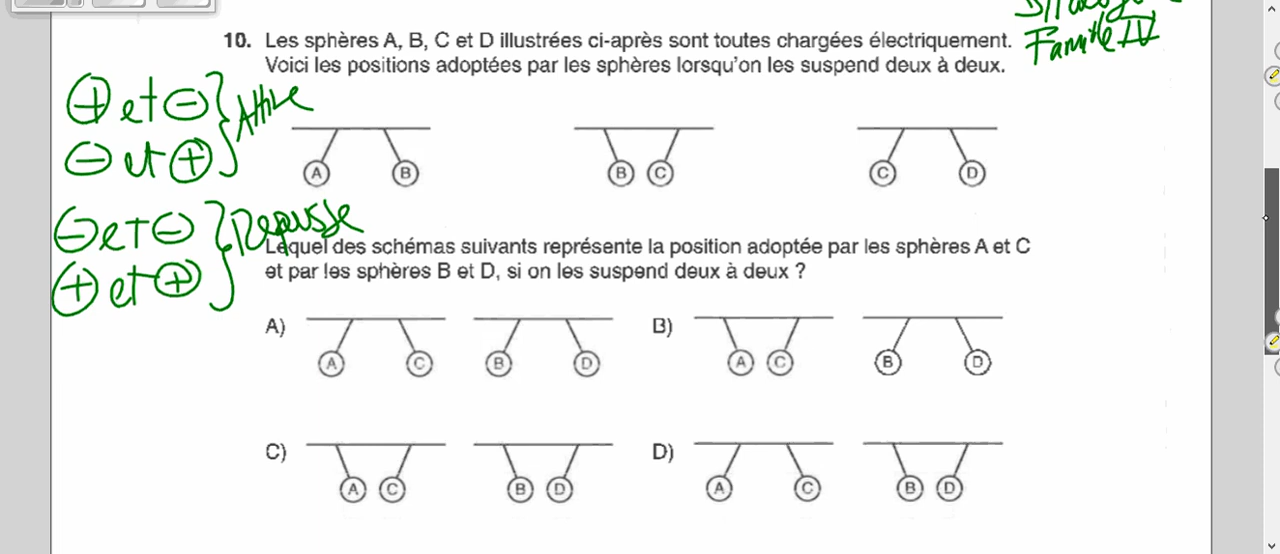 Famille IV
10. Les sphères A, B, C et D illustrées ci-après sont toutes chargées électriquement.
Voici les positions adoptées par les sphères lorsqu'on les suspend deux à deux.
⊕ et ⊖ } Attire
⊖ et ⊕
A B B C C D
⊖ et ⊖ } Repousse
⊕ et ⊕
Lequel des schémas suivants représente la position adoptée par les sphères A et C
et par les sphères B et D, si on les suspend deux à deux ?
A) A C B D
B) A C B D
C) A C B D
D) A C B D